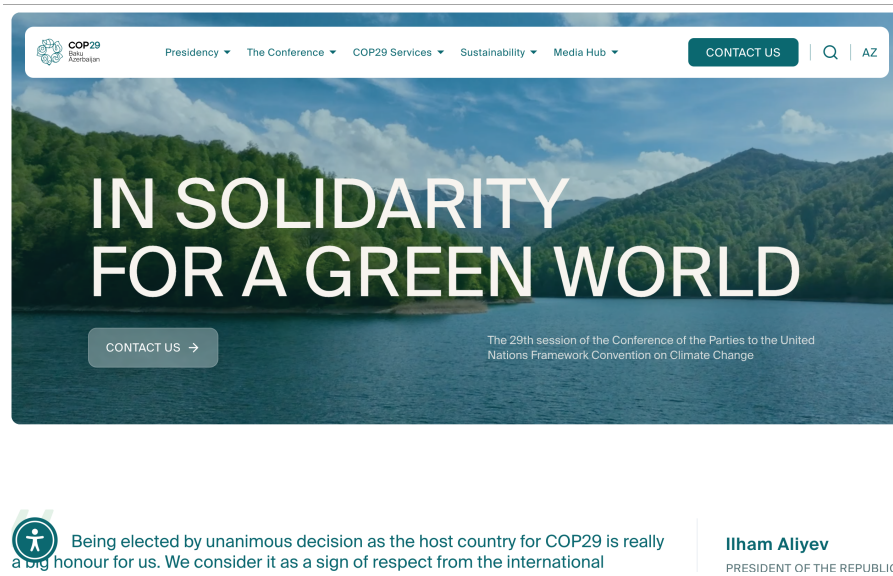 COP29
Baku
Azerbaijan
Presidency
The Conference
COP29 Services
Sustainability
Media Hub
CONTACT US
AZ
IN SOLIDARITY
FOR A GREEN WORLD
CONTACT US
The 29th session of the Conference of the Parties to the United
Nations Framework Convention on Climate Change
Being elected by unanimous decision as the host country for COP29 is really
a big honour for us. We consider it as a sign of respect from the international
Ilham Aliyev
PRESIDENT OF THE REPUBLIC